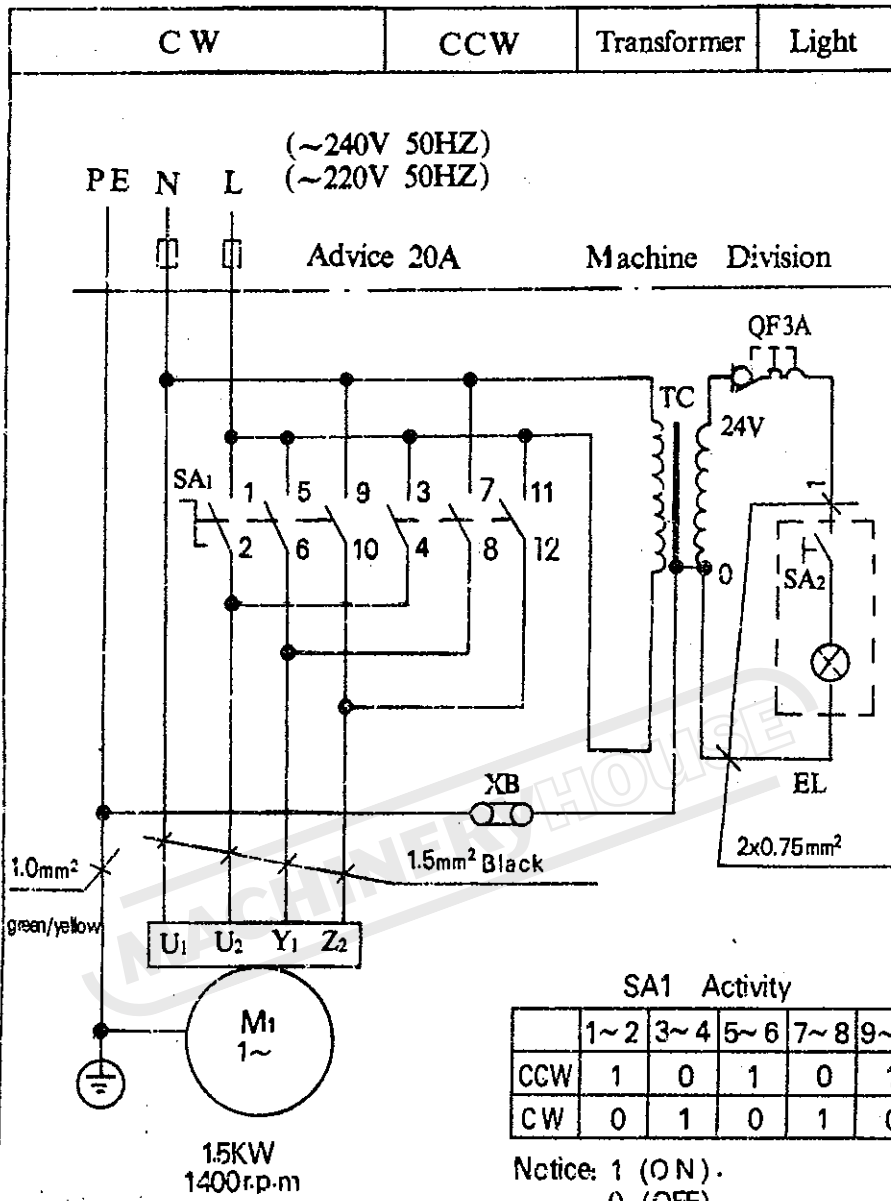 CW CCW Transformer Light
(~240V 50HZ)
PE N L (~220V 50HZ)
Advice 20A Machine Division
QF3A
TC
24V
SA1 1 5 9 3 7 11
1
2 6 10 4 8 12
0
SA2
XB
EL
1.0mm² 1.5mm² Black 2x0.75mm²
green/yellow
MACHINERYHOUSE
U1 U2 Y1 Z2
SA1 Activity
M1
1~
1~2 3~4 5~6 7~8 9~
CCW 1 0 1 0 1
CW 0 1 0 1 0
1.5KW
1400r.p.m
Notice: 1 (ON).
0 (OFF)